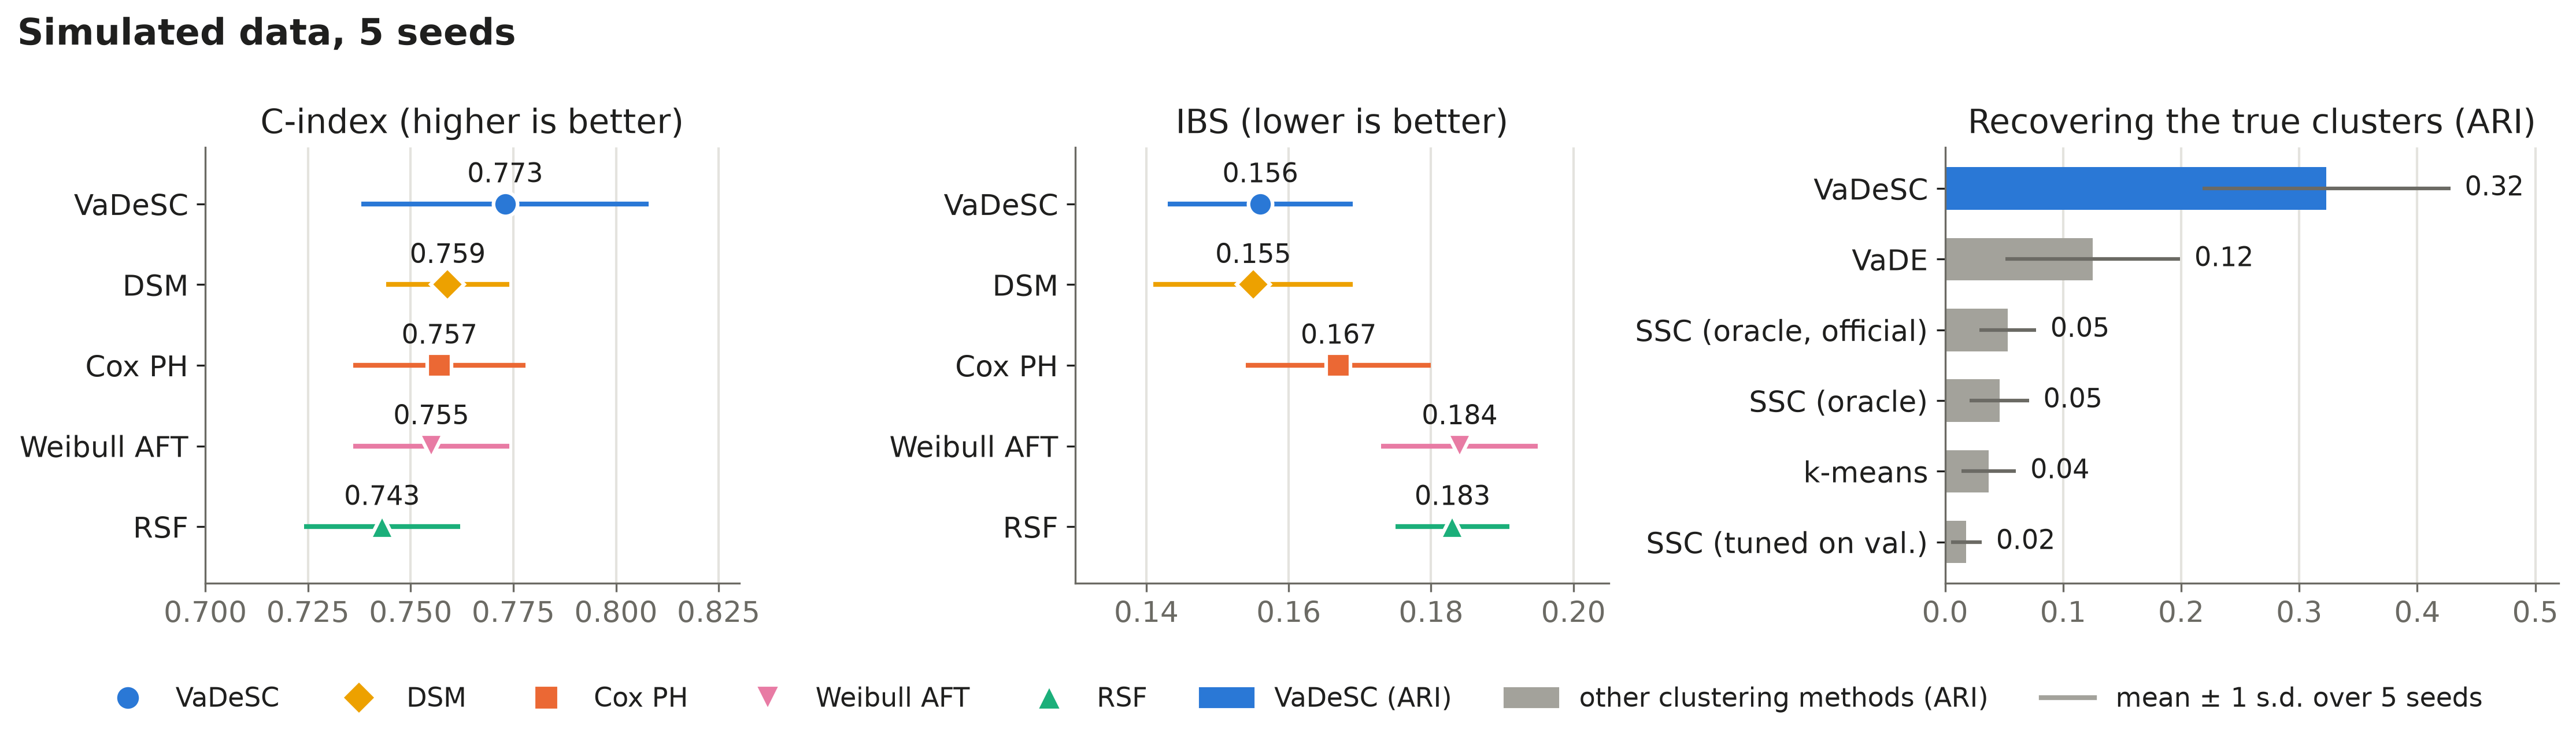 Simulated data, 5 seeds
C-index (higher is better)
VaDeSC
0.773
DSM
0.759
Cox PH
0.757
Weibull AFT
0.755
RSF
0.743
0.700 0.725 0.750 0.775 0.800 0.825
IBS (lower is better)
VaDeSC
0.156
DSM
0.155
Cox PH
0.167
Weibull AFT
0.184
RSF
0.183
0.14 0.16 0.18 0.20
Recovering the true clusters (ARI)
VaDeSC 0.32
VaDE 0.12
SSC (oracle, official) 0.05
SSC (oracle) 0.05
k-means 0.04
SSC (tuned on val.) 0.02
0.0 0.1 0.2 0.3 0.4 0.5
VaDeSC DSM Cox PH Weibull AFT RSF VaDeSC (ARI) other clustering methods (ARI) mean ± 1 s.d. over 5 seeds